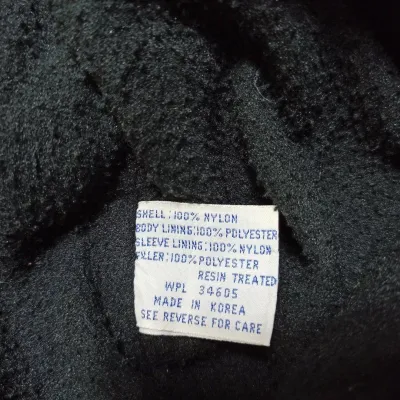 SHELL:100% NYLON
BODY LINING:100% POLYESTER
SLEEVE LINING:100% NYLON
FILLER:100% POLYESTER
RESIN TREATED
WPL 34605
MADE IN KOREA
SEE REVERSE FOR CARE